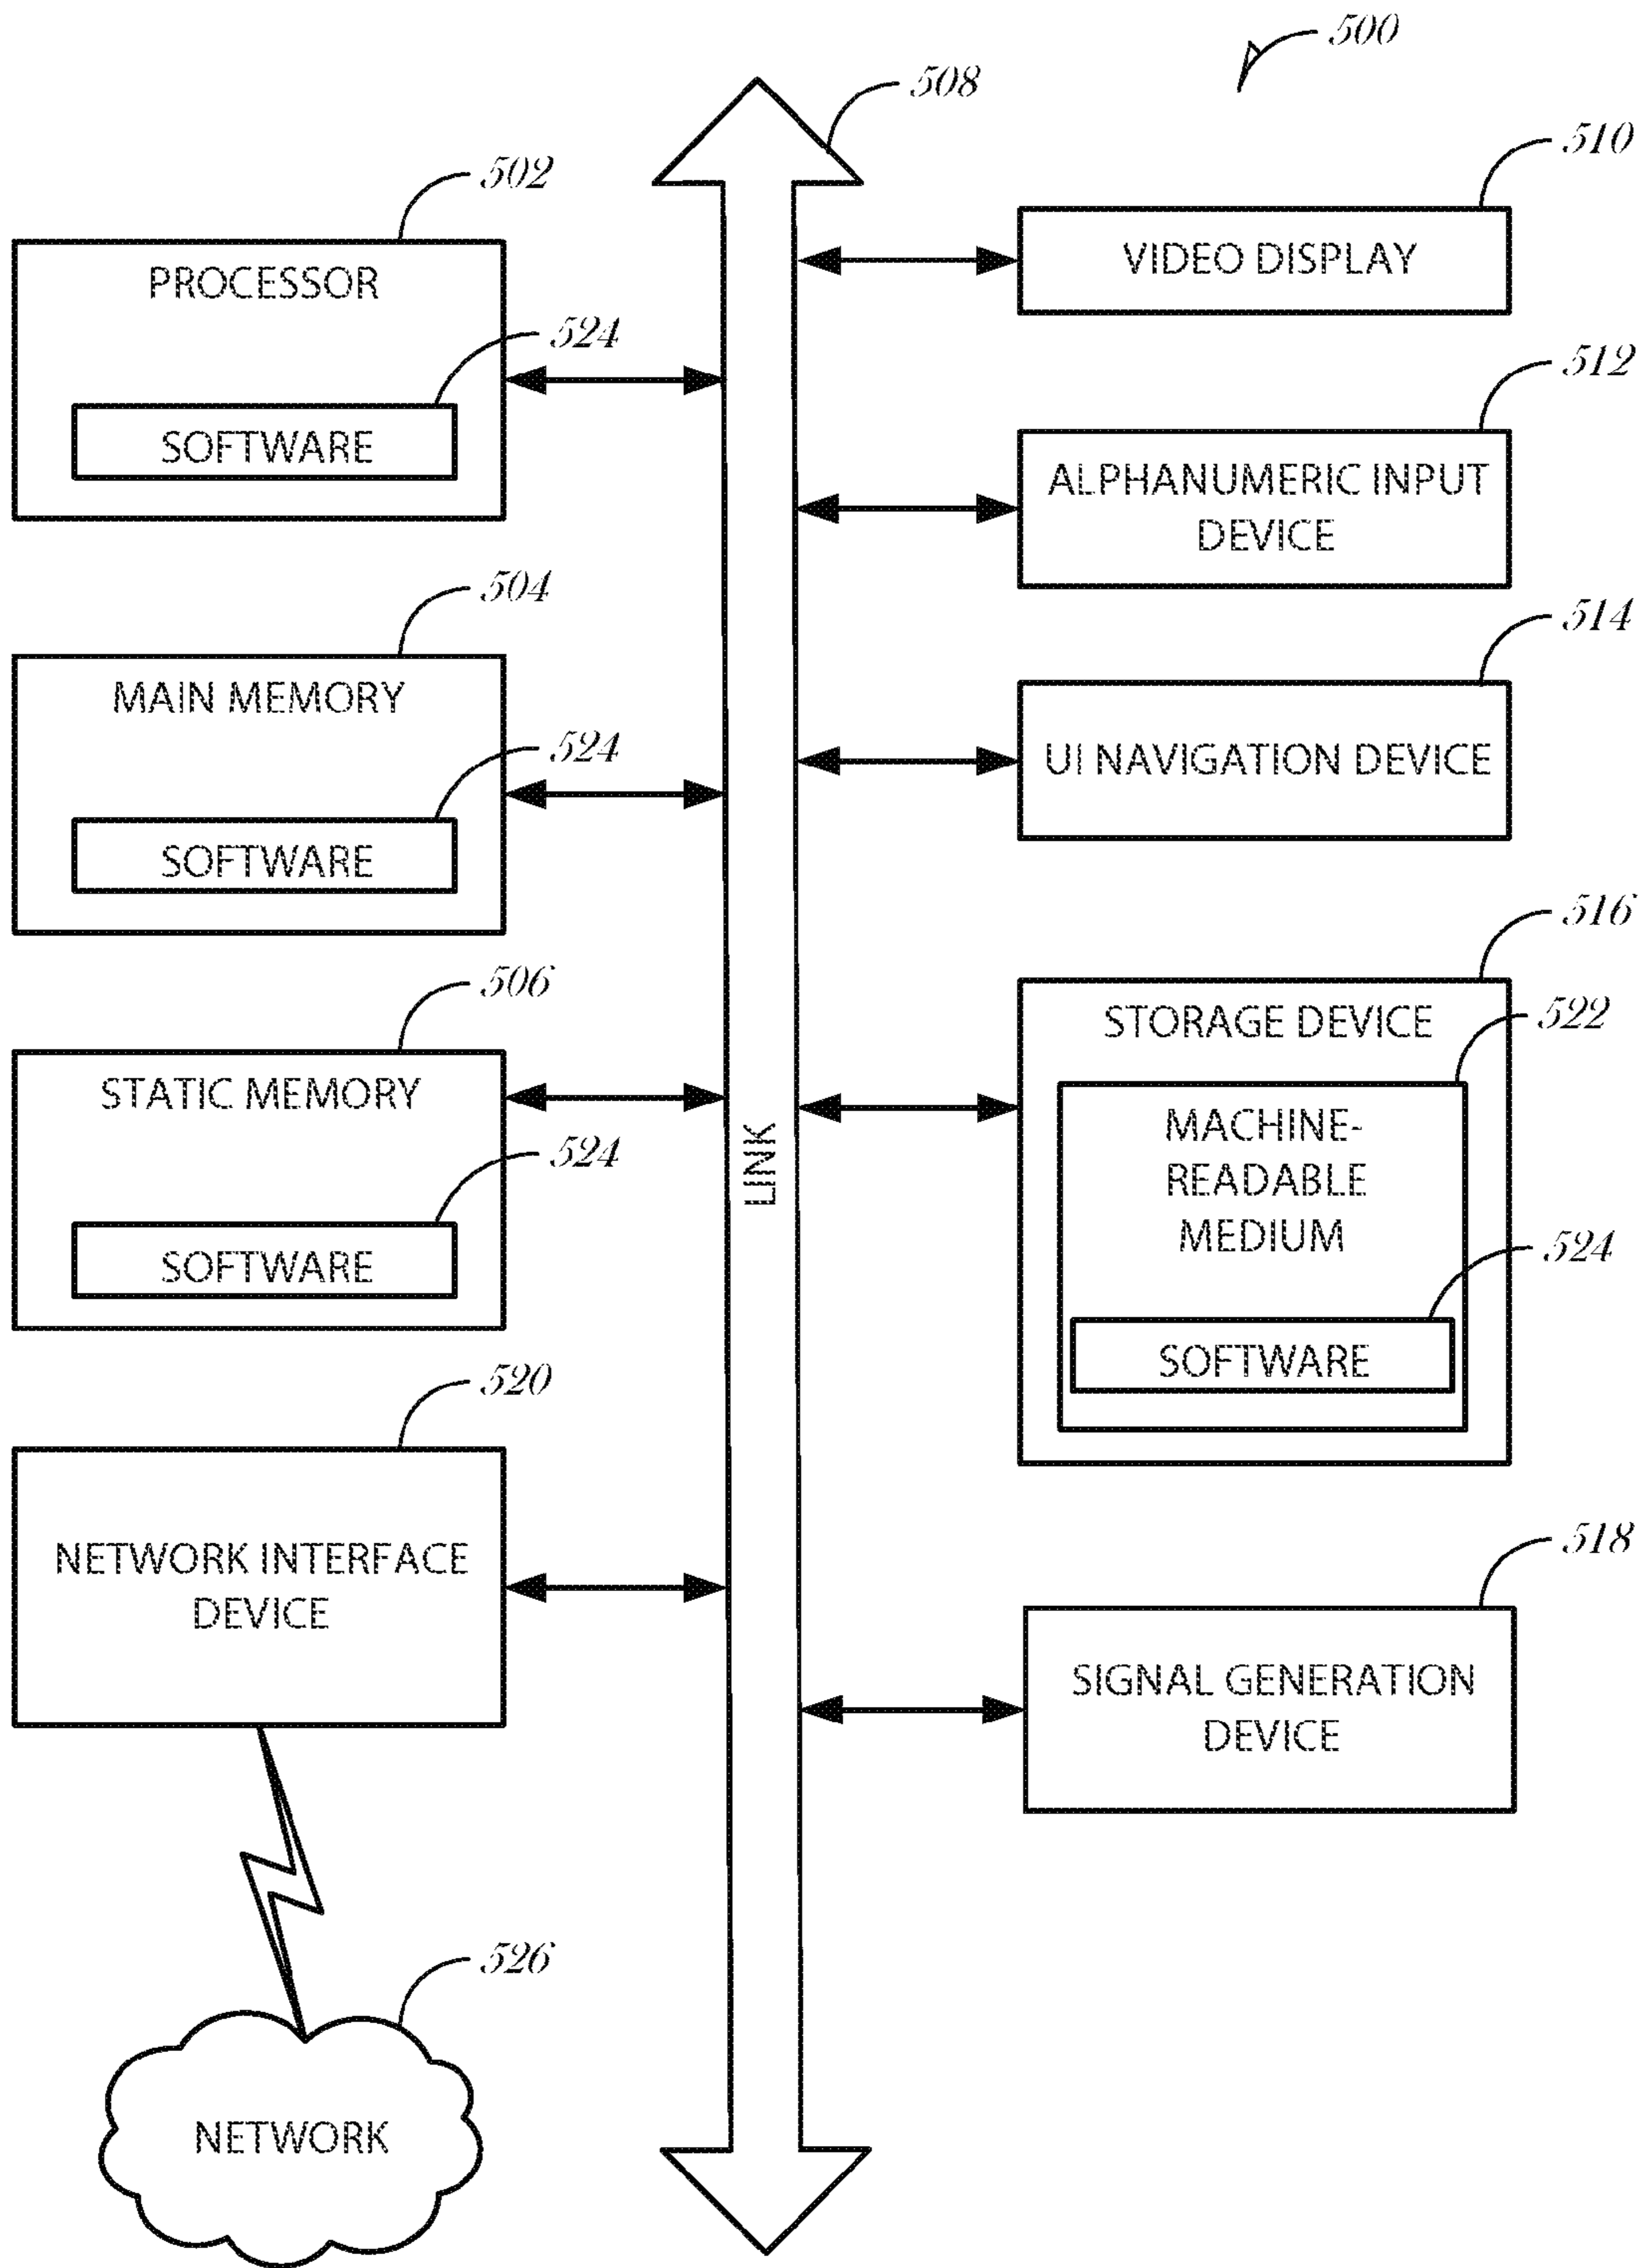 500
508
510
VIDEO DISPLAY
502
PROCESSOR
524
SOFTWARE
512
ALPHANUMERIC INPUT
DEVICE
504
MAIN MEMORY
524
SOFTWARE
514
UI NAVIGATION DEVICE
506
STATIC MEMORY
524
SOFTWARE
LINK
516
STORAGE DEVICE
522
MACHINE-
READABLE
MEDIUM
524
SOFTWARE
520
NETWORK INTERFACE
DEVICE
518
SIGNAL GENERATION
DEVICE
526
NETWORK